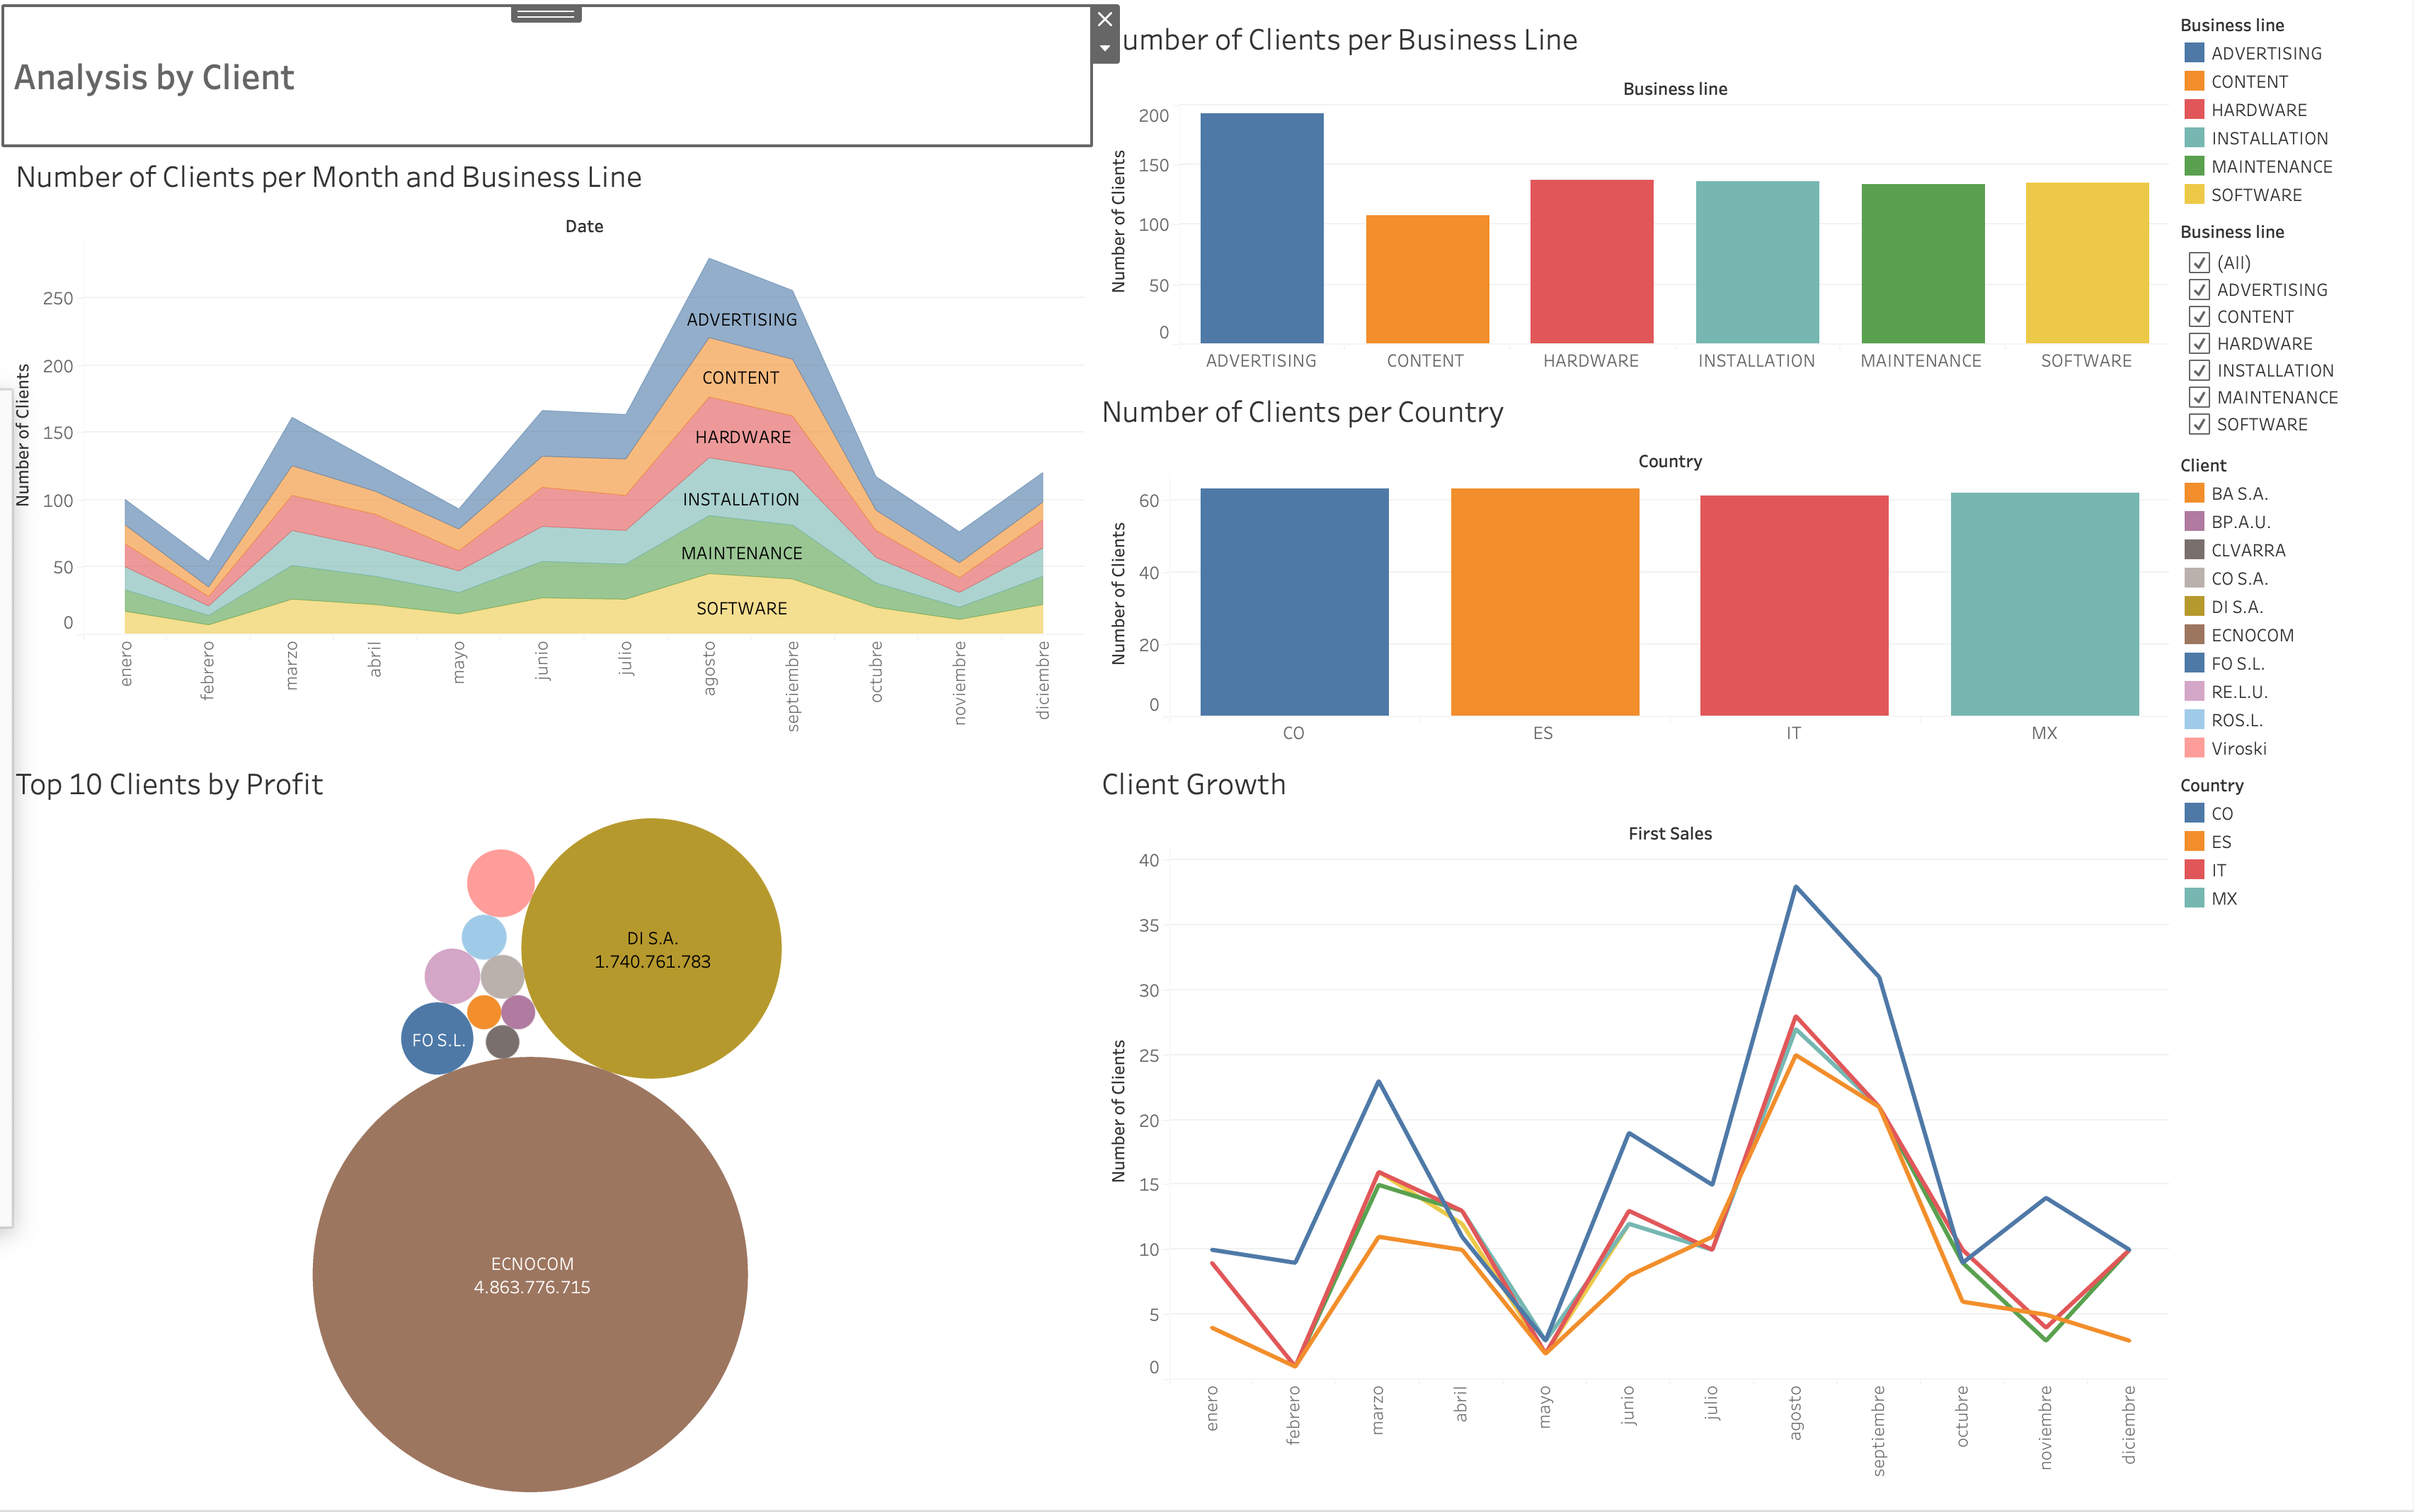 Analysis by Client
Number of Clients per Month and Business Line
Date
Number of Clients
250
200
150
100
50
0
ADVERTISING
CONTENT
HARDWARE
INSTALLATION
MAINTENANCE
SOFTWARE
enero
febrero
marzo
abril
mayo
junio
julio
agosto
septiembre
octubre
noviembre
diciembre
Top 10 Clients by Profit
DI S.A.
1.740.761.783
FO S.L.
ECNOCOM
4.863.776.715
umber of Clients per Business Line
Business line
Number of Clients
200
150
100
50
0
ADVERTISING
CONTENT
HARDWARE
INSTALLATION
MAINTENANCE
SOFTWARE
Number of Clients per Country
Country
Number of Clients
60
40
20
0
CO
ES
IT
MX
Client Growth
First Sales
Number of Clients
40
35
30
25
20
15
10
5
0
enero
febrero
marzo
abril
mayo
junio
julio
agosto
septiembre
octubre
noviembre
diciembre
Business line
ADVERTISING
CONTENT
HARDWARE
INSTALLATION
MAINTENANCE
SOFTWARE
Business line
(All)
ADVERTISING
CONTENT
HARDWARE
INSTALLATION
MAINTENANCE
SOFTWARE
Client
BA S.A.
BP.A.U.
CLVARRA
CO S.A.
DI S.A.
ECNOCOM
FO S.L.
RE.L.U.
ROS.L.
Viroski
Country
CO
ES
IT
MX